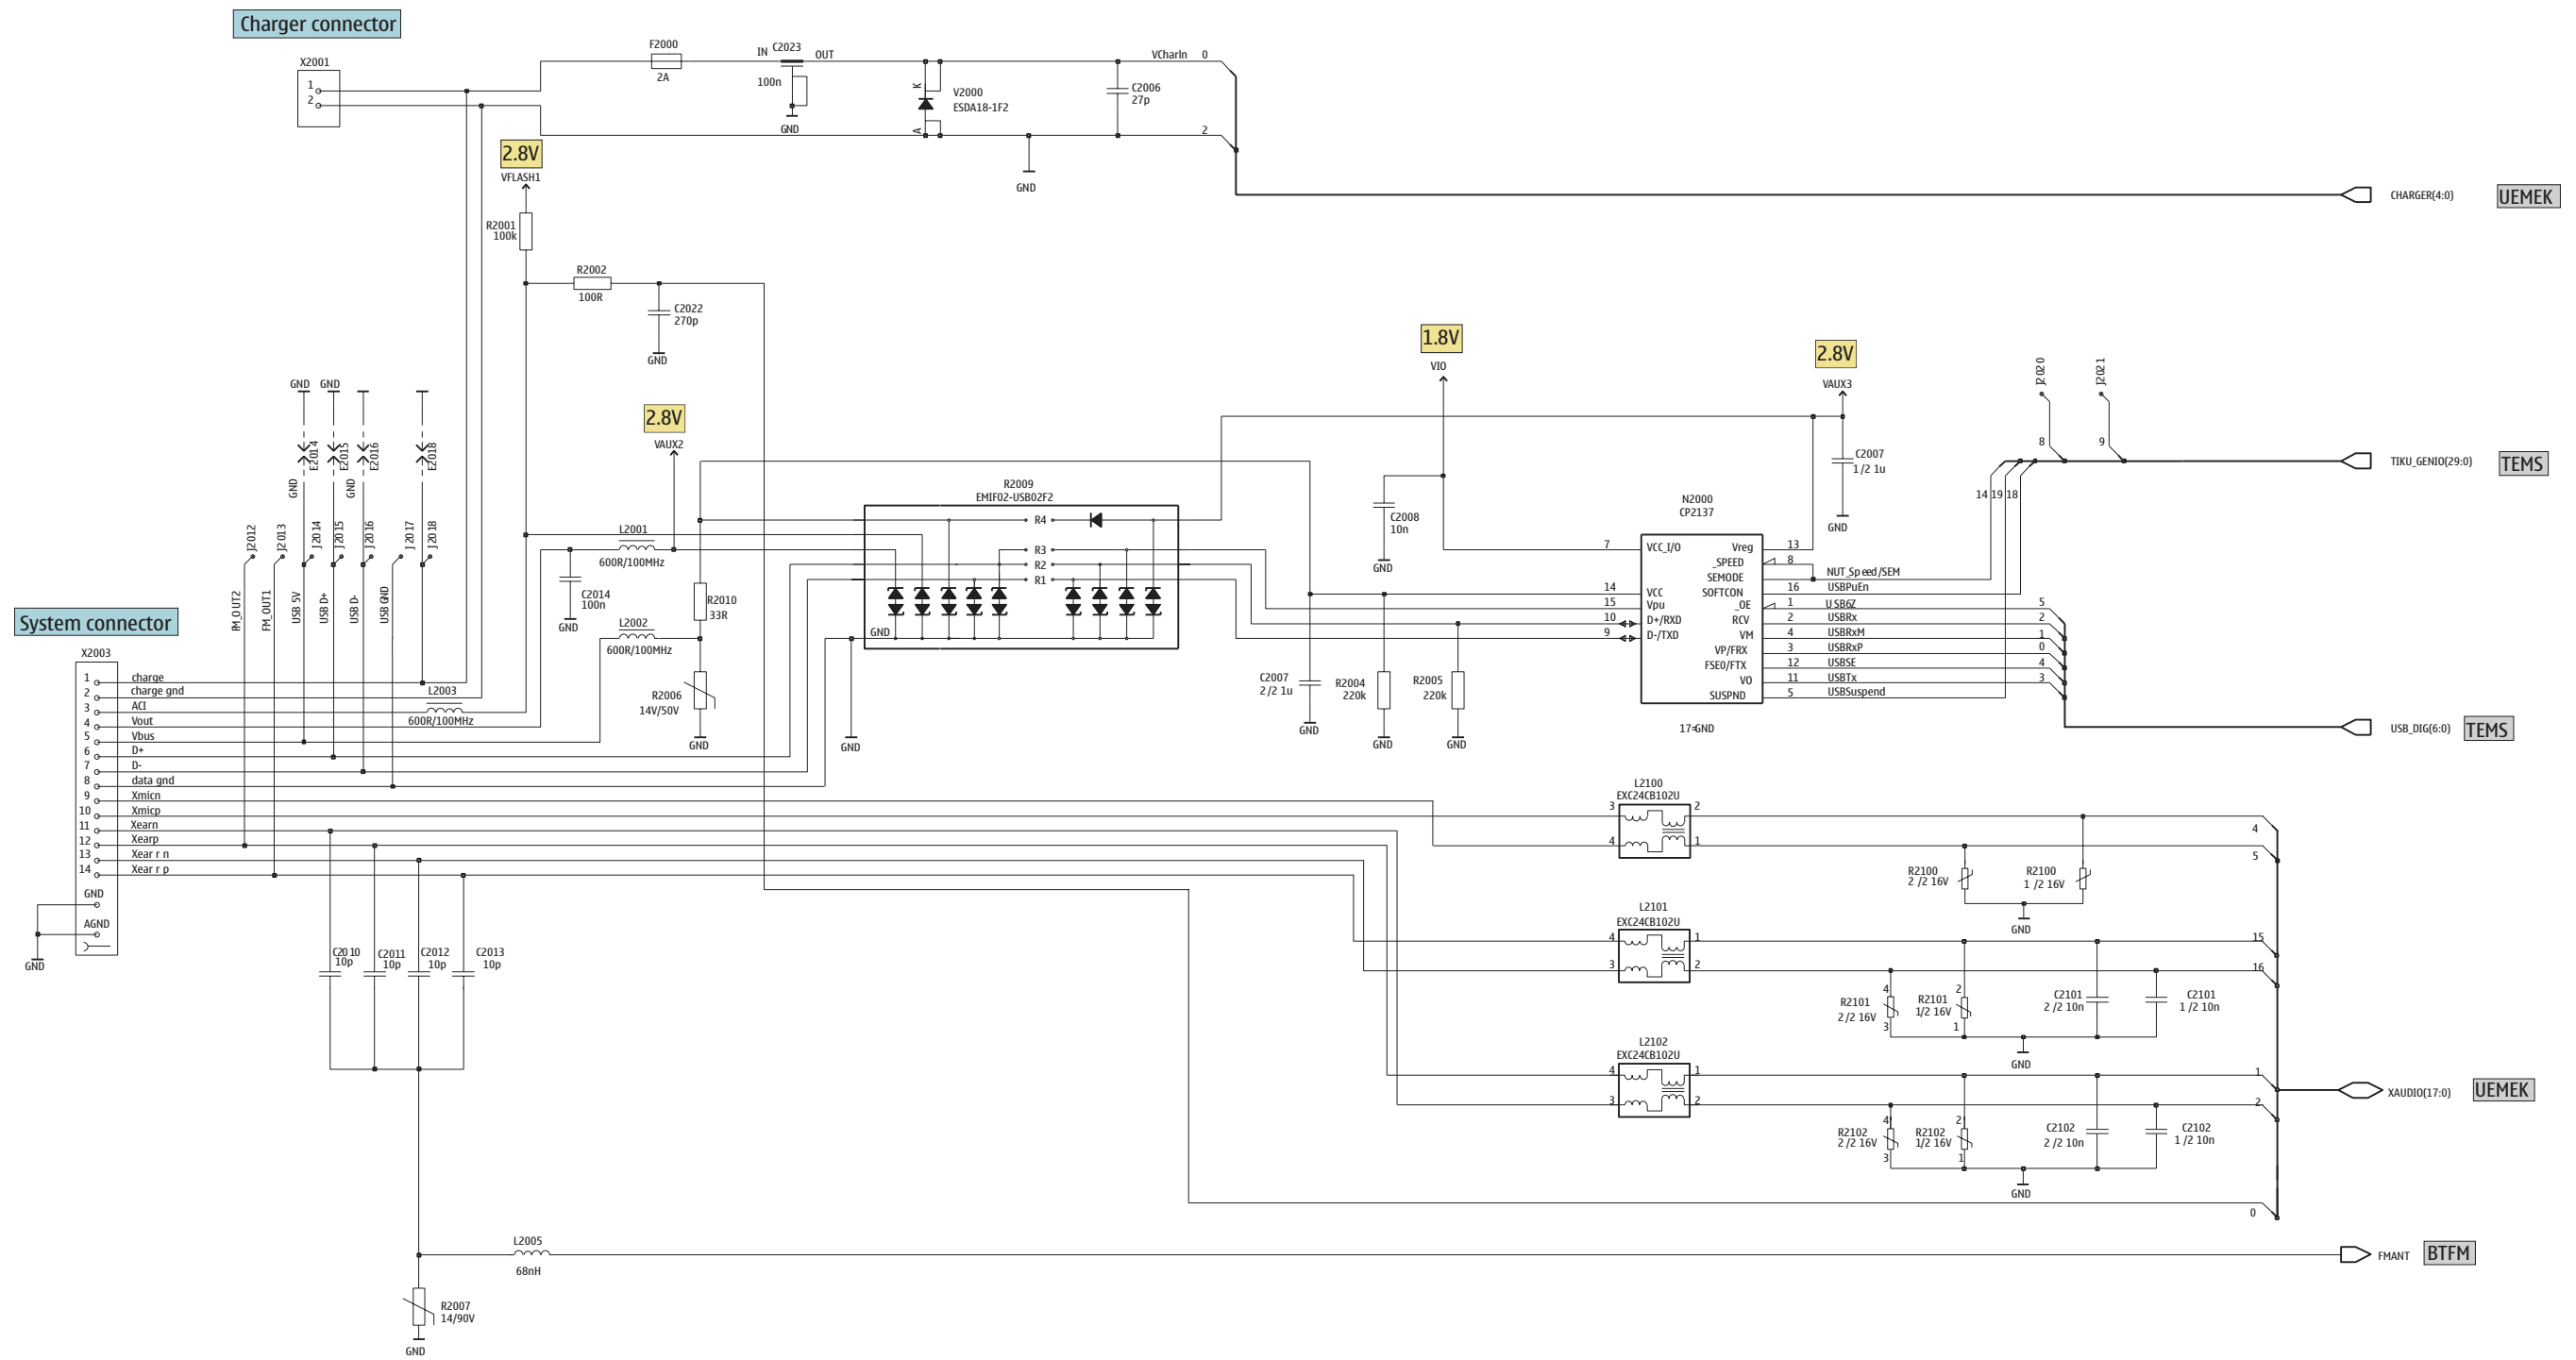 Charger connector
X2001
1
2
F2000
2A
IN C2023 OUT
100n
GND
K
A
V2000
ESDA18-1F2
C2006
27p
VCharIn 0
2
GND
CHARGER(4:0) UEMEK
2.8V
VFLASH1
R2001
100k
R2002
100R
C2022
270p
GND
GND GND
E2014
E2015
E2016
E2018
GND
GND
J2012
J2013
J2014
J2015
J2016
J2017
J2018
FM_OUT1
USB 5V
USB D+
USB D-
USB GND
2.8V
VAUX2
L2001
600R/100MHz
C2014
100n
GND
L2002
600R/100MHz
R2010
33R
R2006
14V/50V
GND
R2009
EMIF02-USB02F2
R4
R3
R2
R1
GND
GND
1.8V
VIO
C2008
10n
GND
2.8V
VAUX3
C2007
1/2 1u
GND
J2020
J2021
8
9
TIKU_GENIO(29:0) TEMS
14 19 18
N2000
CP2137
7 VCC_I/O
14 VCC
15 Vpu
10 D+/RXD
9 D-/TXD
Vreg 13
_SPEED 8
SEMODE NUT_Speed/SEM
SOFTCON 16 USBPuEn
_OE 1 USB6Z 5
RCV 2 USBRx 2
VM 4 USBRxM 1
VP/FRX 3 USBRxP 0
FSE0/FTX 12 USBSE 4
VO 11 USBTx 3
SUSPND 5 USBSuspend
17=GND
USB_DIG(6:0) TEMS
C2007
2/2 1u
GND
R2004
220k
GND
R2005
220k
GND
System connector
X2003
1 charge
2 charge gnd
3 ACI
L2003
600R/100MHz
4 Vout
5 Vbus
6 D+
7 D-
8 data gnd
9 Xmicn
10 Xmicp
11 Xearn
12 Xearp
13 Xear r n
14 Xear r p
GND
AGND
GND
C2010
10p
C2011
10p
C2012
10p
C2013
10p
L2100
EXC24CB102U
3 2
4 1
4
5
R2100
2/2 16V
R2100
1/2 16V
GND
L2101
EXC24CB102U
4 1
3 2
15
16
4
R2101
2/2 16V
3
2
R2101
1/2 16V
1
C2101
2/2 10n
C2101
1/2 10n
GND
L2102
EXC24CB102U
4 1
3 2
1
2
4
R2102
2/2 16V
3
2
R2102
1/2 16V
1
C2102
2/2 10n
C2102
1/2 10n
GND
XAUDIO(17:0) UEMEK
0
L2005
68nH
FMANT BTFM
R2007
14/90V
GND